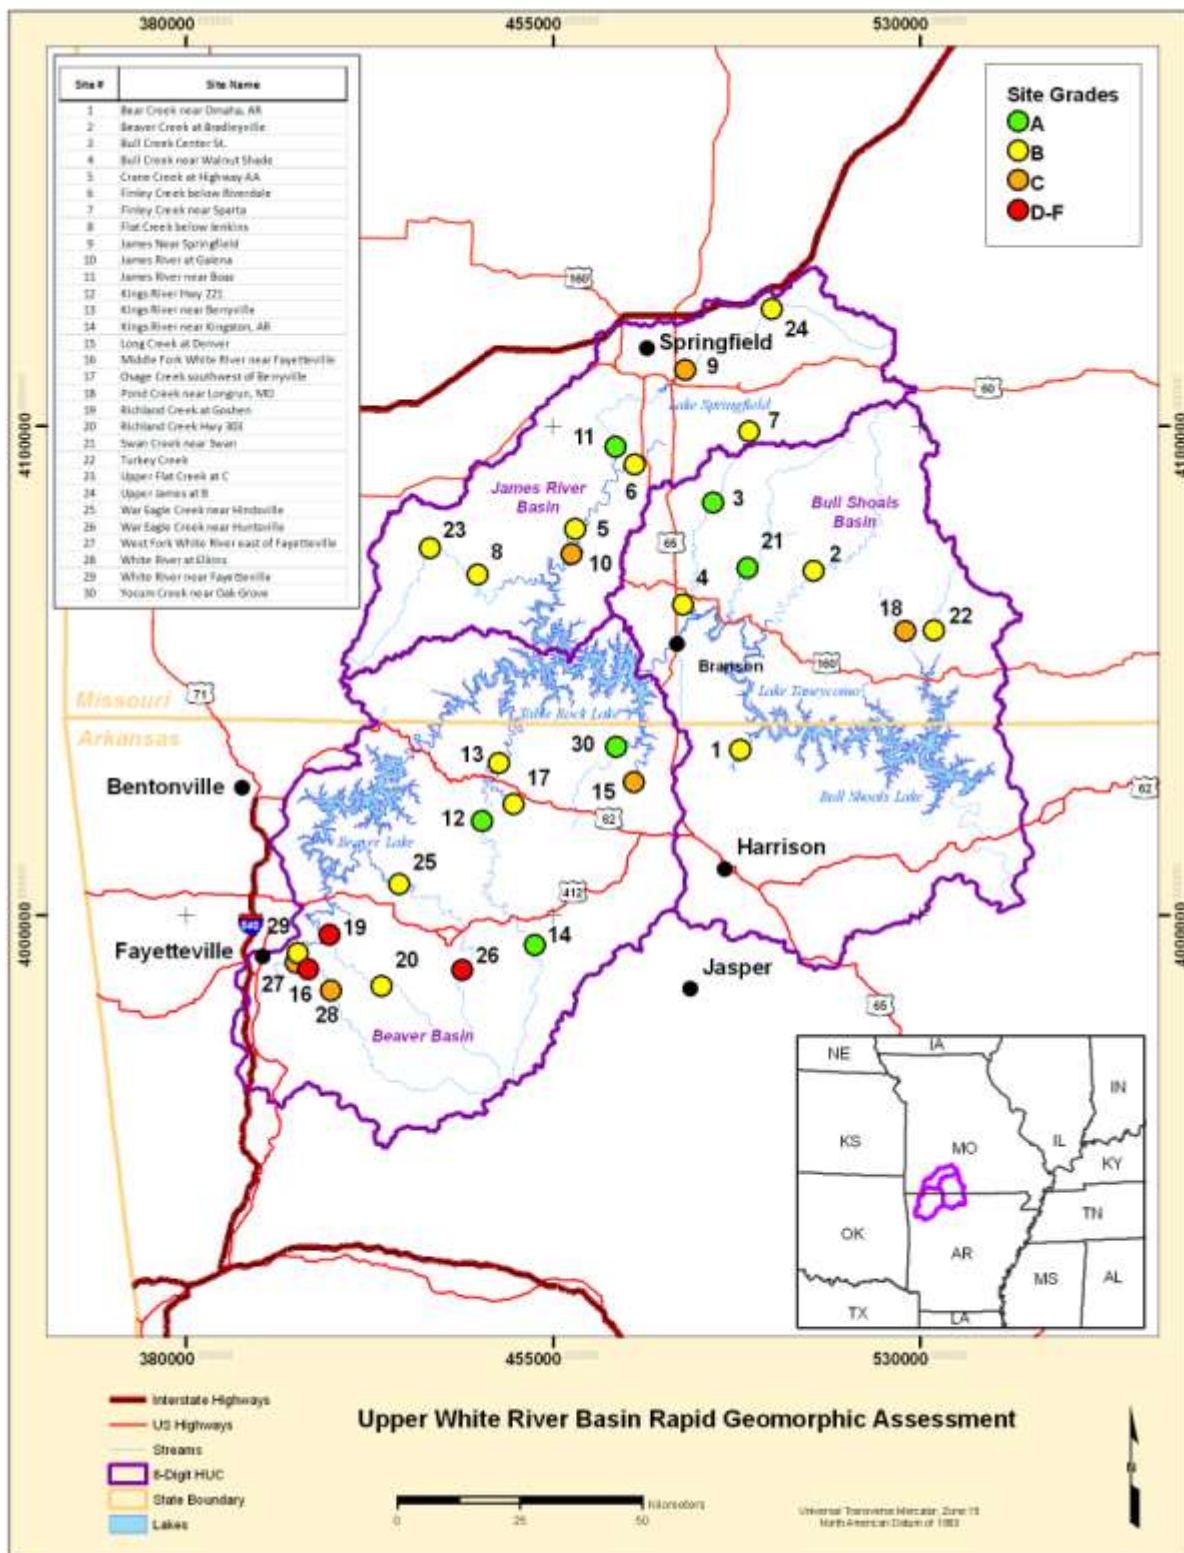 380000
455000
530000
Site # Site Name
1 Bear Creek near Omaha, AR
2 Beaver Creek at Bradleyville
3 Bull Creek Center St.
4 Bull Creek near Walnut Shade
5 Crane Creek at Highway AA
6 Finley Creek below Riverdale
7 Finley Creek near Sparta
8 Flat Creek below Jenkins
9 James Near Springfield
10 James River at Galena
11 James River near Boaz
12 Kings River Hwy 221
13 Kings River near Berryville
14 Kings River near Kingston, AR
15 Long Creek at Denver
16 Middle Fork White River near Fayetteville
17 Osage Creek southwest of Berryville
18 Pond Creek near Longrun, MO
19 Richland Creek at Goshen
20 Richland Creek Hwy 303
21 Swan Creek near Swan
22 Turkey Creek
23 Upper Flat Creek at C
24 Upper James at B
25 War Eagle Creek near Hindsville
26 War Eagle Creek near Huntsville
27 West Fork White River east of Fayetteville
28 White River at Elkins
29 White River near Fayetteville
30 Yocum Creek near Oak Grove
Site Grades
A
B
C
D-F
160
24
Springfield
9
60
Lake Springfield
4100000
4100000
7
11
6
James River
Basin
3
Bull Shoals
Basin
23
5
8
10
65
21
2
4
18
22
Branson
160
Lake Taneycomo
71
Missouri
Arkansas
Table Rock Lake
30
1
13
17
15
Bentonville
12
62
62
Bull Shoals Lake
Beaver Lake
Harrison
25
412
4000000
4000000
29
19
14
Fayetteville
20
26
Jasper
27
16
28
65
Beaver Basin
NE
IA
IN
KS
MO
IL
KY
TN
OK
AR
MS
AL
TX
LA
380000
455000
530000
Interstate Highways
US Highways
Streams
8-Digit HUC
State Boundary
Lakes
Upper White River Basin Rapid Geomorphic Assessment
Kilometers
0 25 50
Universal Transverse Mercator, Zone 15
North American Datum of 1983
N